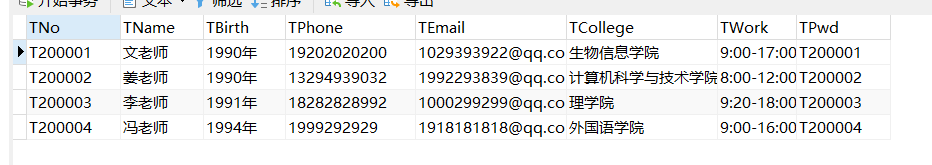 开始事务 文本 筛选 排序 导入 导出
TNo TName TBirth TPhone TEmail TCollege TWork TPwd
T200001 文老师 1990年 19202020200 1029393922@qq.co 生物信息学院 9:00-17:00 T200001
T200002 姜老师 1990年 13294939032 1992293839@qq.co 计算机科学与技术学院 8:00-12:00 T200002
T200003 李老师 1991年 18282828992 1000299299@qq.co 理学院 9:20-18:00 T200003
T200004 冯老师 1994年 1999292929 1918181818@qq.co 外国语学院 9:00-16:00 T200004